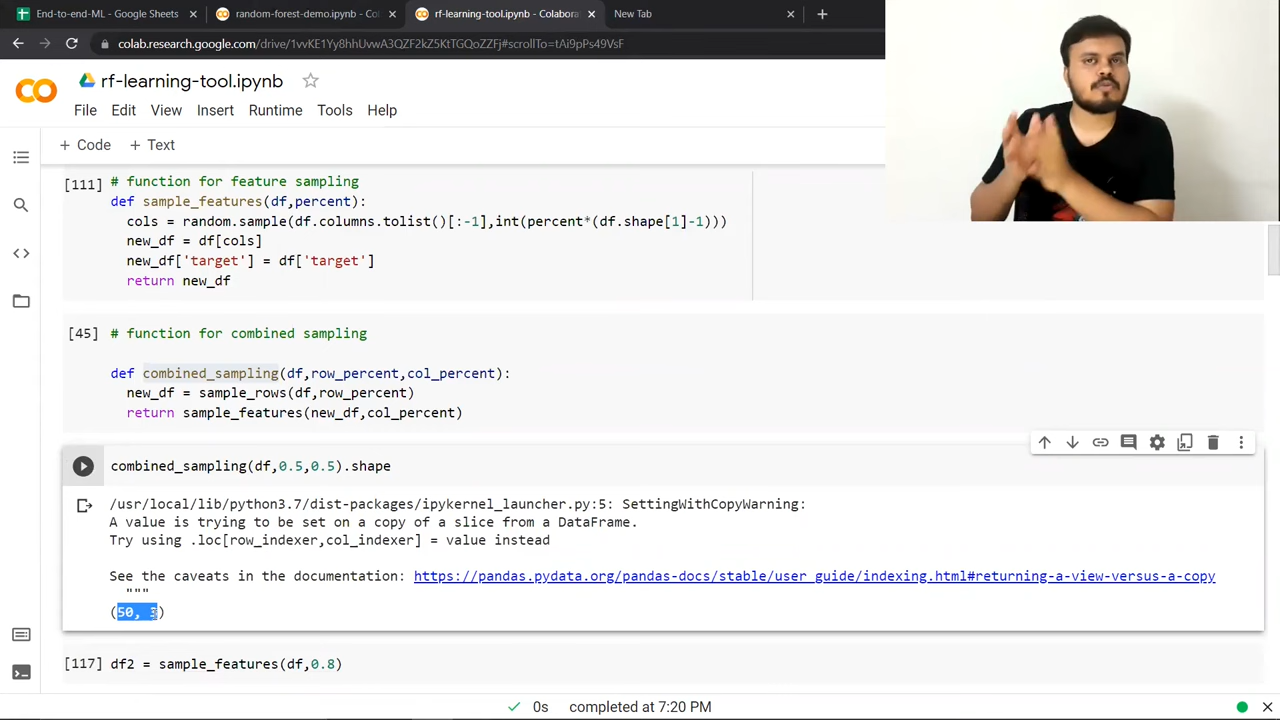 End-to-end-ML - Google Sheets
random-forest-demo.ipynb - Col
rf-learning-tool.ipynb - Colaborat
New Tab
colab.research.google.com/drive/1vvKE1Yy8hhUvwA3QZF2kZ5KtTGQoZZFj#scrollTo=tAi9pPs49VsF
rf-learning-tool.ipynb
File Edit View Insert Runtime Tools Help
+ Code + Text
[111] # function for feature sampling
def sample_features(df,percent):
cols = random.sample(df.columns.tolist()[:-1],int(percent*(df.shape[1]-1)))
new_df = df[cols]
new_df['target'] = df['target']
return new_df
[45] # function for combined sampling
def combined_sampling(df,row_percent,col_percent):
new_df = sample_rows(df,row_percent)
return sample_features(new_df,col_percent)
combined_sampling(df,0.5,0.5).shape
/usr/local/lib/python3.7/dist-packages/ipykernel_launcher.py:5: SettingWithCopyWarning:
A value is trying to be set on a copy of a slice from a DataFrame.
Try using .loc[row_indexer,col_indexer] = value instead
See the caveats in the documentation: https://pandas.pydata.org/pandas-docs/stable/user_guide/indexing.html#returning-a-view-versus-a-copy
"""
(50, 3)
[117] df2 = sample_features(df,0.8)
0s completed at 7:20 PM